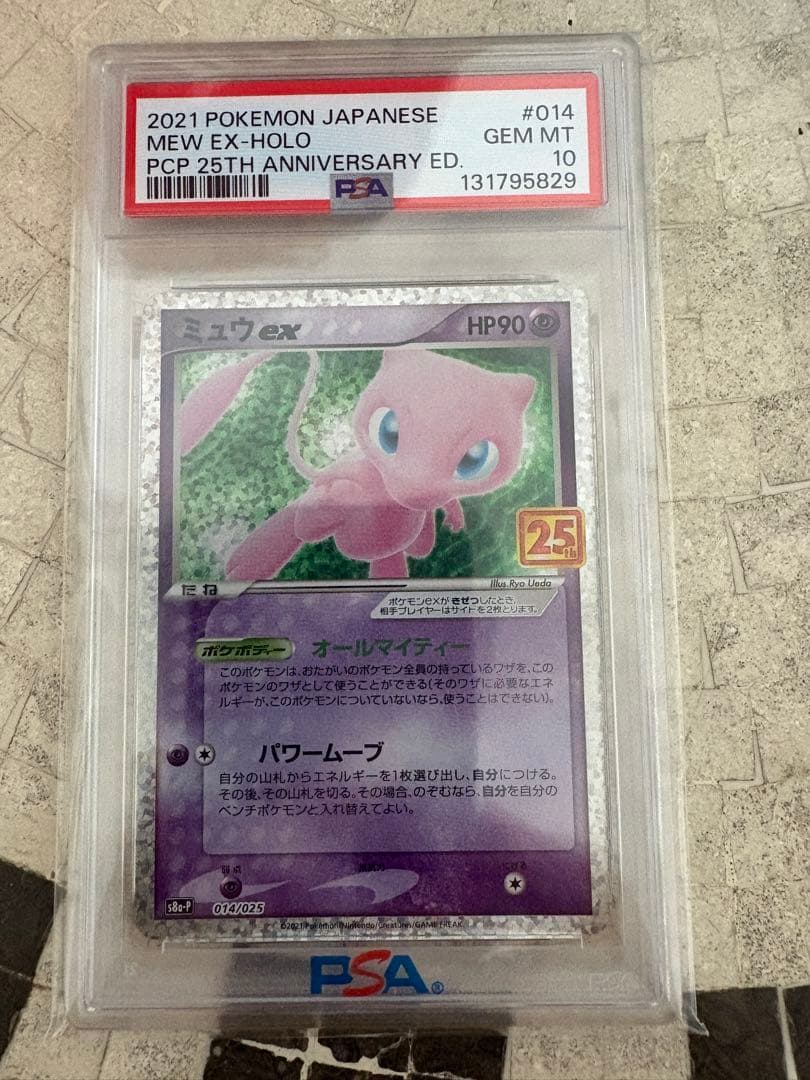 2021 POKEMON JAPANESE #014
MEW EX-HOLO GEM MT
PCP 25TH ANNIVERSARY ED. 10
PSA 131795829
ミュウex HP90
25th
たね
Illus.Ryo Ueda
ポケモンexがきぜつしたとき、
相手プレイヤーはサイドを2枚とります。
ポケボディー オールマイティー
このポケモンは、おたがいのポケモン全員の持っているワザを、この
ポケモンのワザとして使うことができる(そのワザに必要なエネ
ルギーが、このポケモンについていないなら、使うことはできない)。
パワームーブ
自分の山札からエネルギーを1枚選び出し、自分につける。
その後、その山札を切る。その場合、のぞむなら、自分を自分の
ベンチポケモンと入れ替えてよい。
弱点 抵抗力 にげる
s8a-P 014/025
©2021 Pokémon/Nintendo/Creatures/GAME FREAK.
PSA®